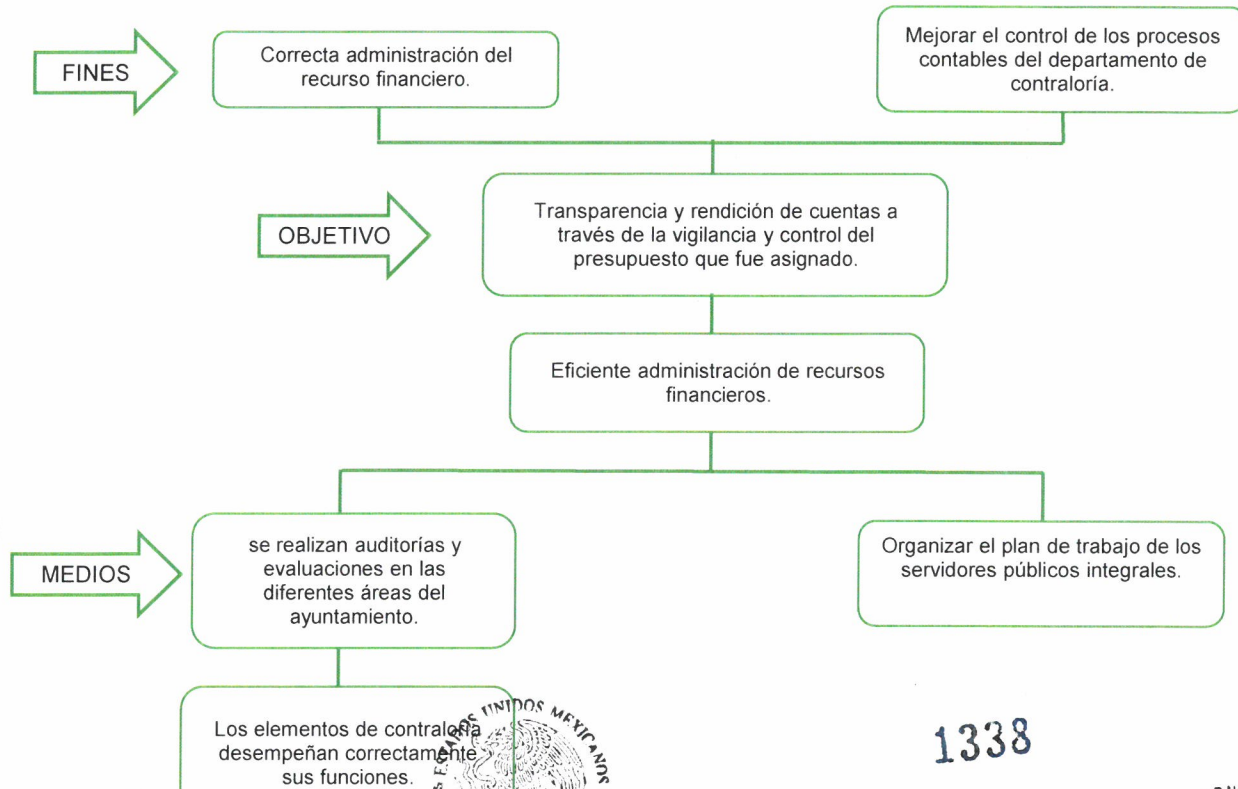 FINES
Correcta administración del
recurso financiero.
Mejorar el control de los procesos
contables del departamento de
contraloría.
OBJETIVO
Transparencia y rendición de cuentas a
través de la vigilancia y control del
presupuesto que fue asignado.
Eficiente administración de recursos
financieros.
MEDIOS
se realizan auditorías y
evaluaciones en las
diferentes áreas del
ayuntamiento.
Organizar el plan de trabajo de los
servidores públicos integrales.
Los elementos de contraloría
desempeñan correctamente
sus funciones.
UNIDOS MEXICANOS
1338